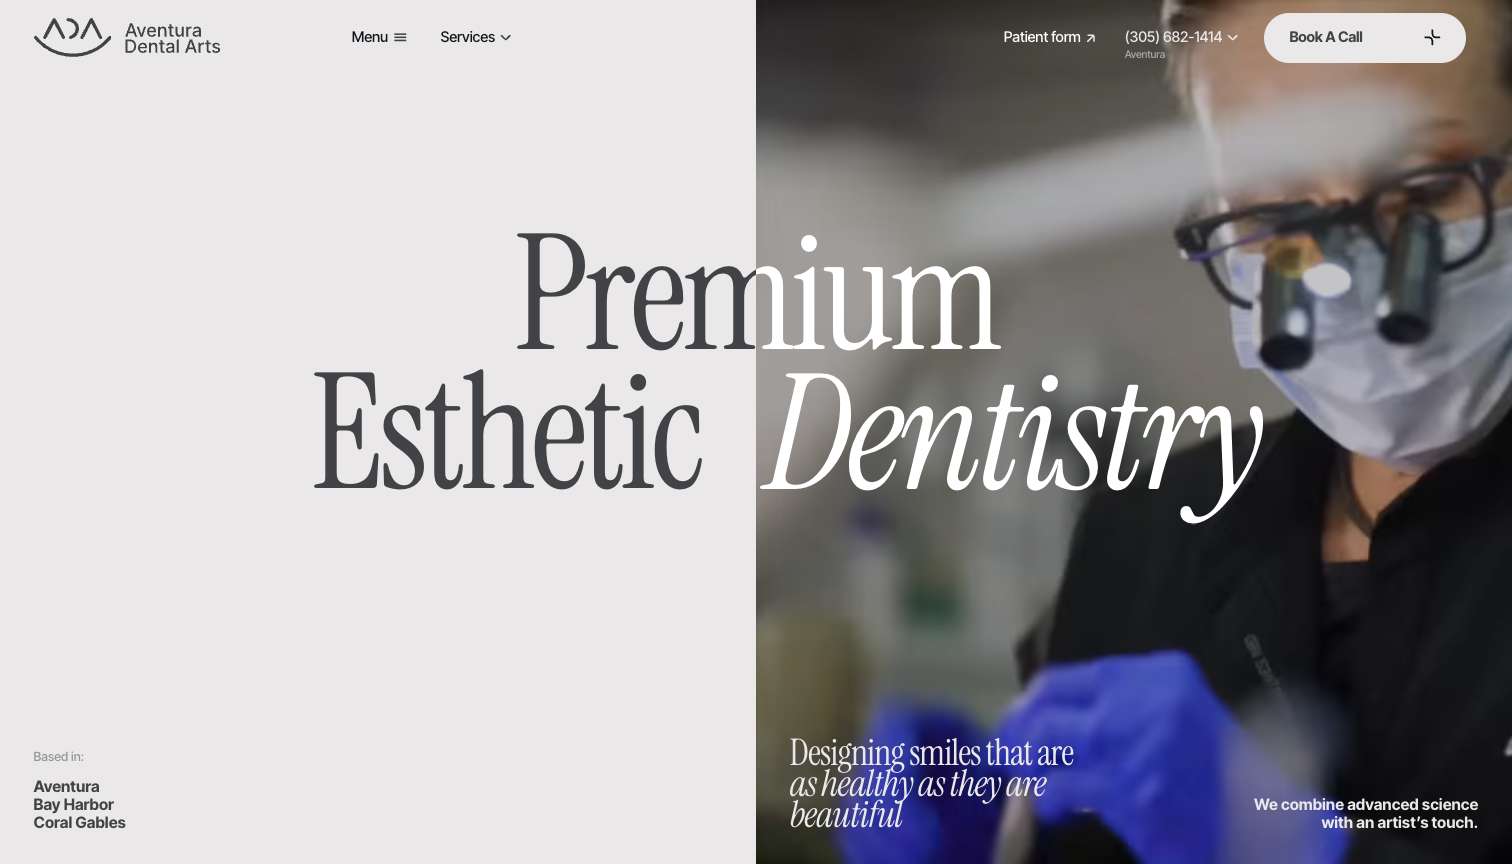 ADA
Aventura
Dental Arts
Menu
Services
Patient form
(305) 682-1414
Aventura
Book A Call
Premium
Esthetic Dentistry
Based in:
Aventura
Bay Harbor
Coral Gables
Designing smiles that are
as healthy as they are
beautiful
We combine advanced science
with an artist's touch.